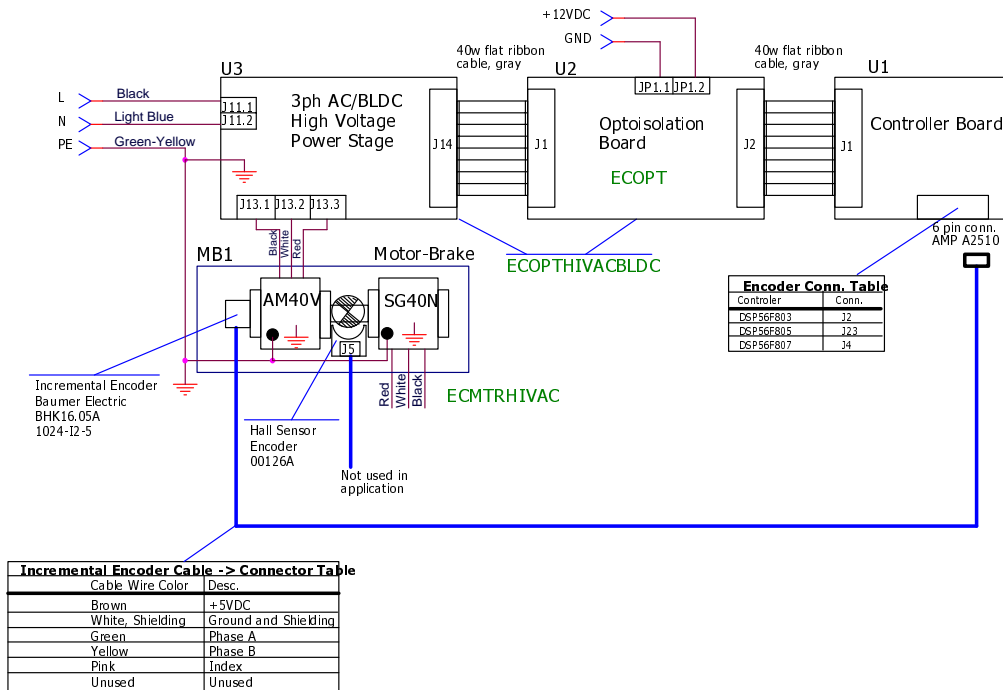 +12VDC
GND
40w flat ribbon
cable, gray
40w flat ribbon
cable, gray
U3
U2
U1
L
Black
N
Light Blue
PE
Green-Yellow
J11.1
J11.2
3ph AC/BLDC
High Voltage
Power Stage
J14
J1
JP1.1
JP1.2
Optoisolation
Board
ECOPT
J2
J1
Controller Board
J13.1
J13.2
J13.3
Black
White
Red
6 pin conn.
AMP A2510
MB1
Motor-Brake
ECOPTHIVACBLDC
AM40V
SG40N
J5
Encoder Conn. Table
Controler Conn.
DSP56F803 J2
DSP56F805 J23
DSP56F807 J4
Incremental Encoder
Baumer Electric
BHK16.05A
1024-I2-5
Red
White
Black
ECMTRHIVAC
Hall Sensor
Encoder
00126A
Not used in
application
Incremental Encoder Cable -> Connector Table
Cable Wire Color Desc.
Brown +5VDC
White, Shielding Ground and Shielding
Green Phase A
Yellow Phase B
Pink Index
Unused Unused